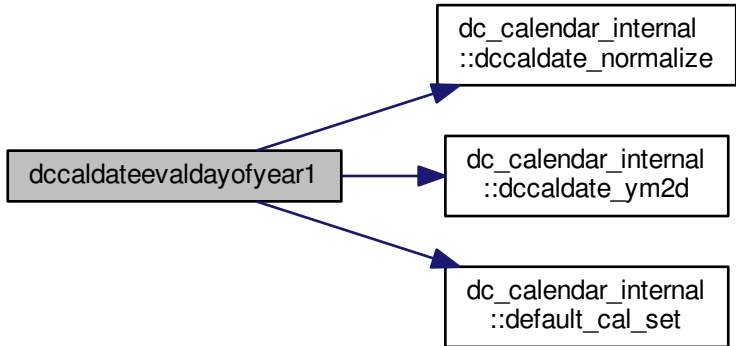 dc_calendar_internal
::dccaldate_normalize
dccaldateevaldayofyear1
dc_calendar_internal
::dccaldate_ym2d
dc_calendar_internal
::default_cal_set